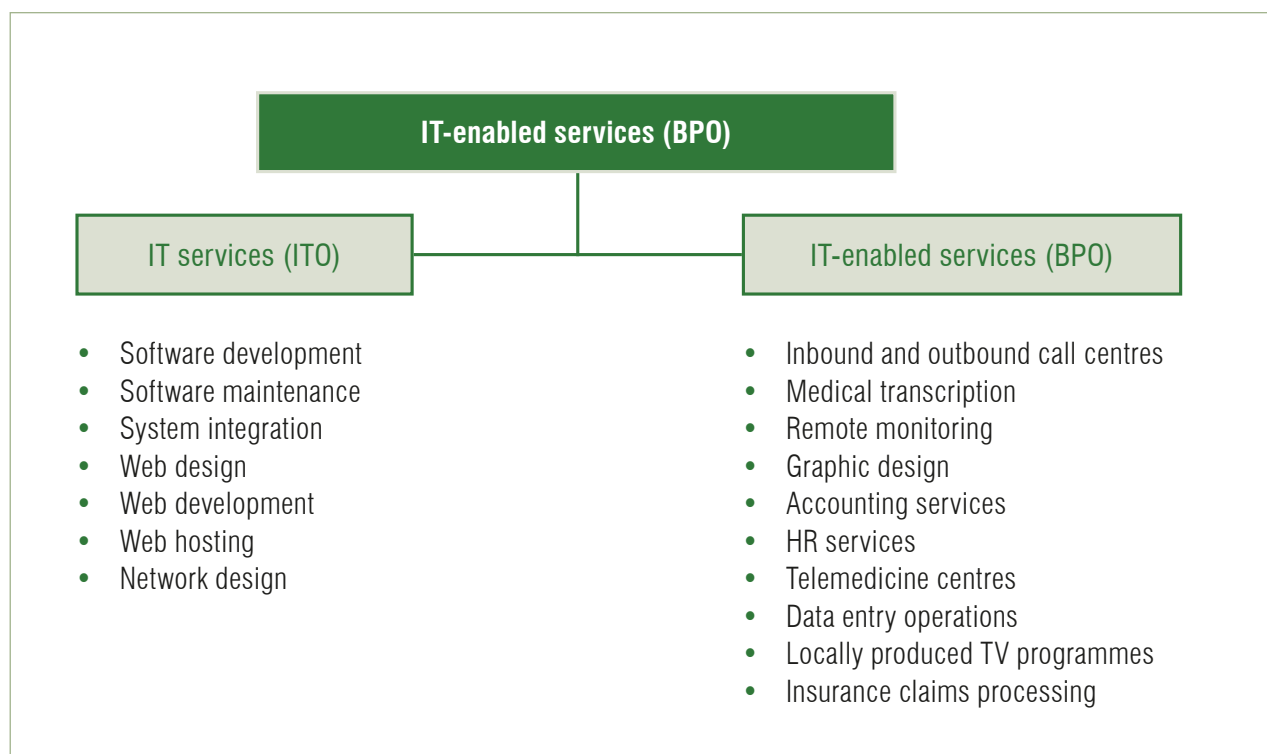 IT-enabled services (BPO)
IT services (ITO)
• Software development
• Software maintenance
• System integration
• Web design
• Web development
• Web hosting
• Network design
IT-enabled services (BPO)
• Inbound and outbound call centres
• Medical transcription
• Remote monitoring
• Graphic design
• Accounting services
• HR services
• Telemedicine centres
• Data entry operations
• Locally produced TV programmes
• Insurance claims processing